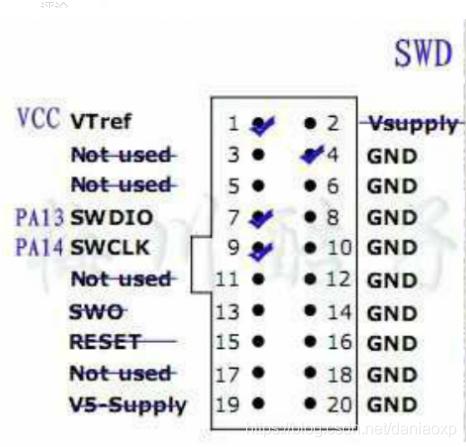 SWD
VCC VTref 1 2 Vsupply
Not used 3 4 GND
Not used 5 6 GND
PA13 SWDIO 7 8 GND
PA14 SWCLK 9 10 GND
Not used 11 12 GND
SWO 13 14 GND
RESET 15 16 GND
Not used 17 18 GND
V5-Supply 19 20 GND
https://blog.csdn.net/daniaoxp